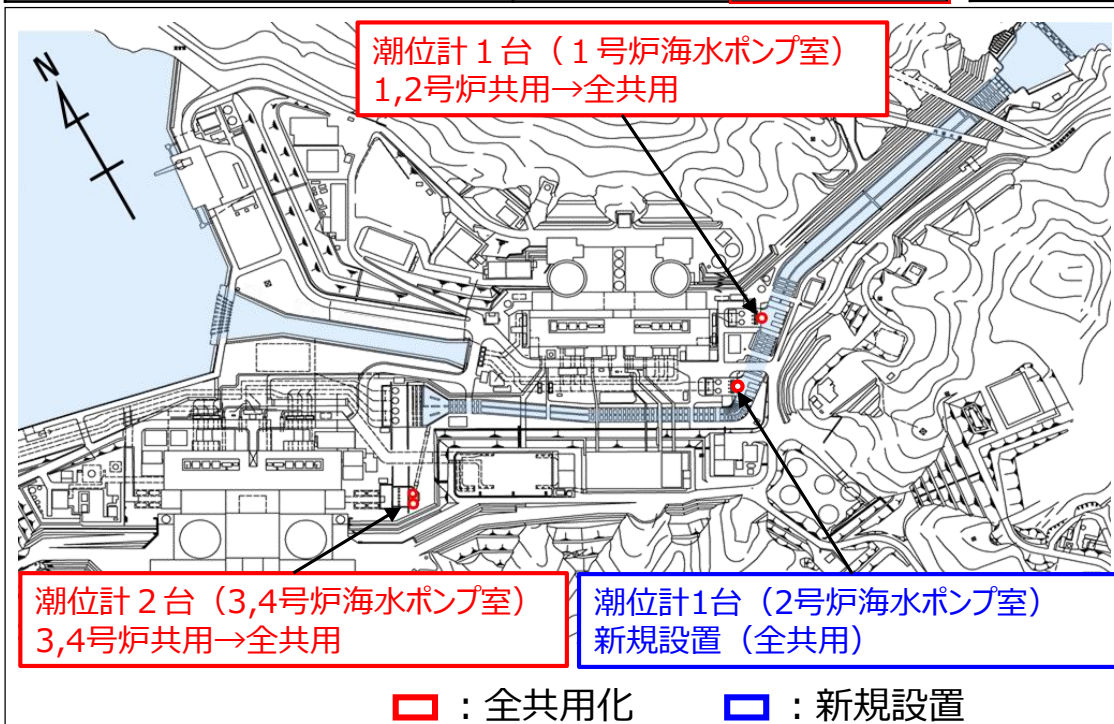 潮位計１台（１号炉海水ポンプ室）
1,2号炉共用→全共用
N
潮位計２台（3,4号炉海水ポンプ室）
3,4号炉共用→全共用
潮位計1台（2号炉海水ポンプ室）
新規設置（全共用）
：全共用化
：新規設置